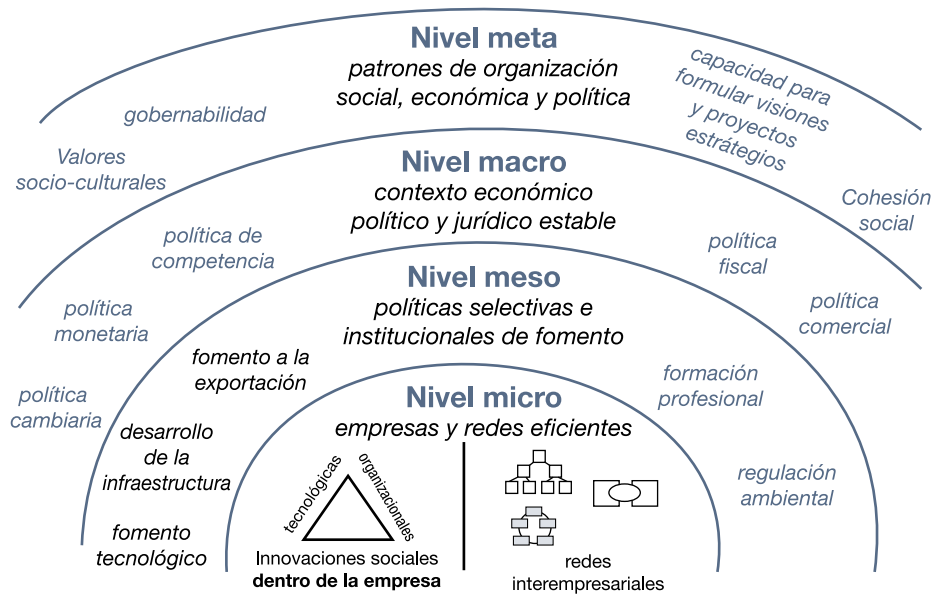 Nivel meta
patrones de organización
social, económica y política
gobernabilidad
Valores
socio-culturales
capacidad para
formular visiones
y proyectos
estrátegios
Cohesión
social
Nivel macro
contexto económico
político y jurídico estable
política de
competencia
política
monetaria
política
cambiaria
política
fiscal
política
comercial
Nivel meso
políticas selectivas e
institucionales de fomento
fomento a la
exportación
desarrollo
de la
infraestructura
fomento
tecnológico
formación
profesional
regulación
ambiental
Nivel micro
empresas y redes eficientes
tecnológicas
organizacionales
Innovaciones sociales
dentro de la empresa
redes
interempresariales